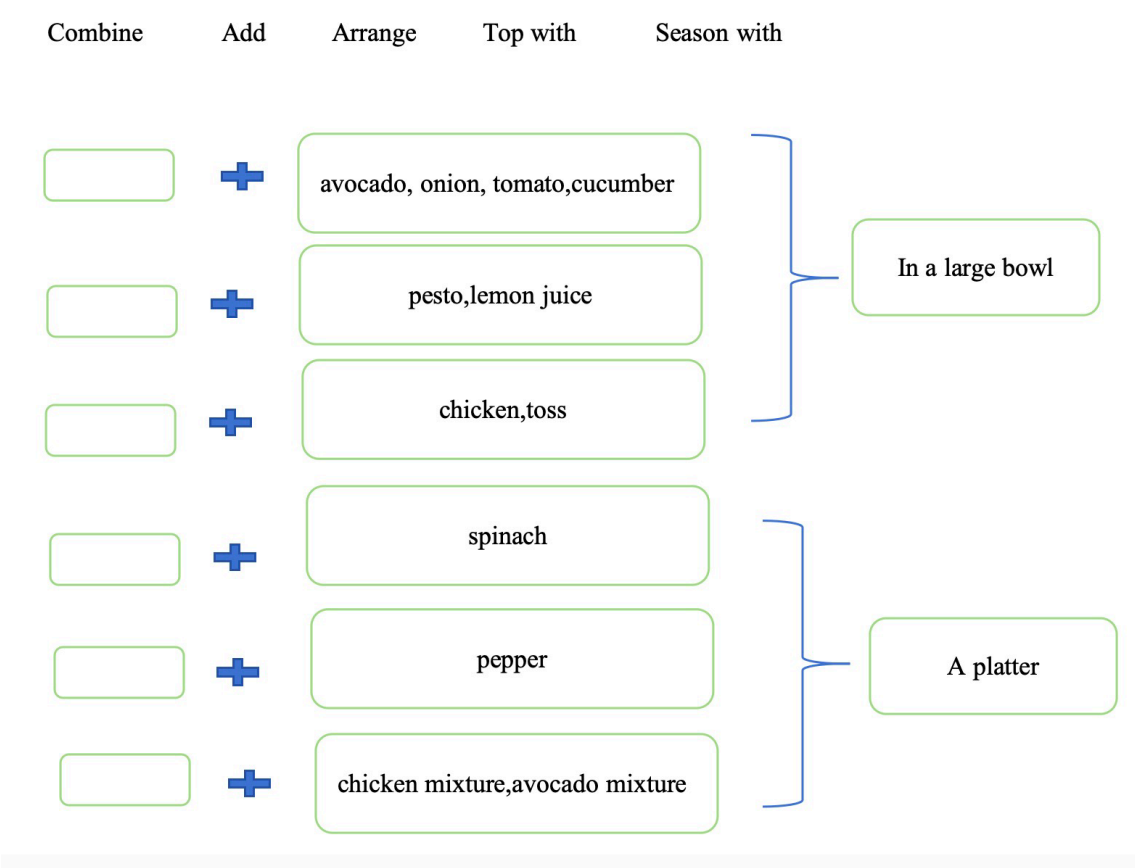 Combine Add Arrange Top with Season with
avocado, onion, tomato,cucumber
pesto,lemon juice
In a large bowl
chicken,toss
spinach
pepper
A platter
chicken mixture,avocado mixture